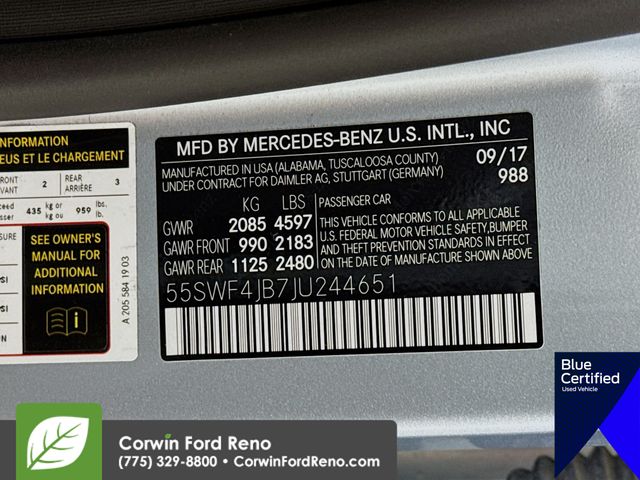 INFORMATION
EUS ET LE CHARGEMENT
2
REAR
ARRIÈRE
3
435
kg or
kg ou
959
lbs.
lb.
SEE OWNER'S
MANUAL FOR
ADDITIONAL
INFORMATION
A 205 584 19 03
MFD BY MERCEDES-BENZ U.S. INTL., INC
MANUFACTURED IN USA (ALABAMA, TUSCALOOSA COUNTY)
UNDER CONTRACT FOR DAIMLER AG, STUTTGART (GERMANY)
09/17
988
KG LBS
GVWR 2085 4597
GAWR FRONT 990 2183
GAWR REAR 1125 2480
PASSENGER CAR
THIS VEHICLE CONFORMS TO ALL APPLICABLE
U.S. FEDERAL MOTOR VEHICLE SAFETY,BUMPER
AND THEFT PREVENTION STANDARDS IN EFFECT
ON THE DATE OF MANUFACTURE SHOWN ABOVE.
55SWF4JB7JU244651
Blue
Certified
Used Vehicle
Corwin Ford Reno
(775) 329-8800 • CorwinFordReno.com